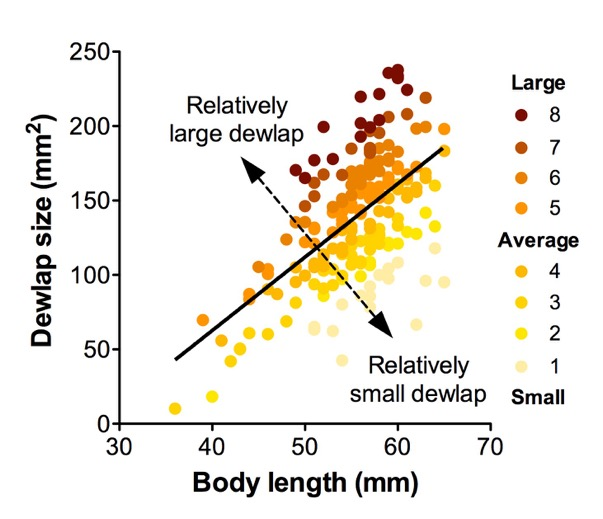 250
200
150
100
50
0
30
40
50
60
70
Dewlap size (mm²)
Body length (mm)
Relatively
large dewlap
Relatively
small dewlap
Large
8
7
6
5
Average
4
3
2
1
Small